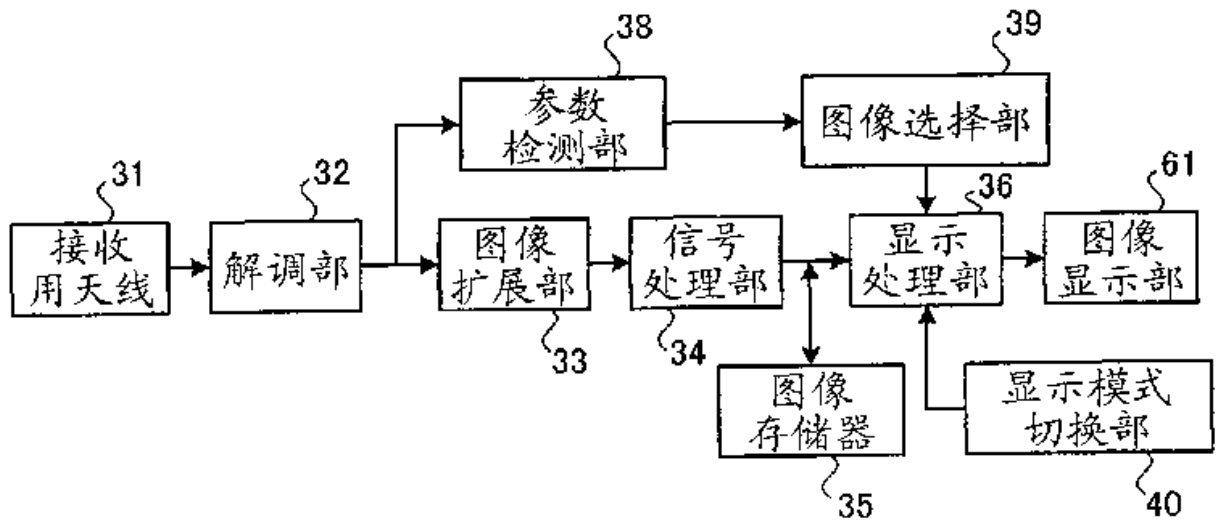 38
参数
检测部
39
图像选择部
31
接收
用天线
32
解调部
图像
扩展部
33
信号
处理部
34
36
显示
处理部
61
图像
显示部
图像
存储器
35
显示模式
切换部
40